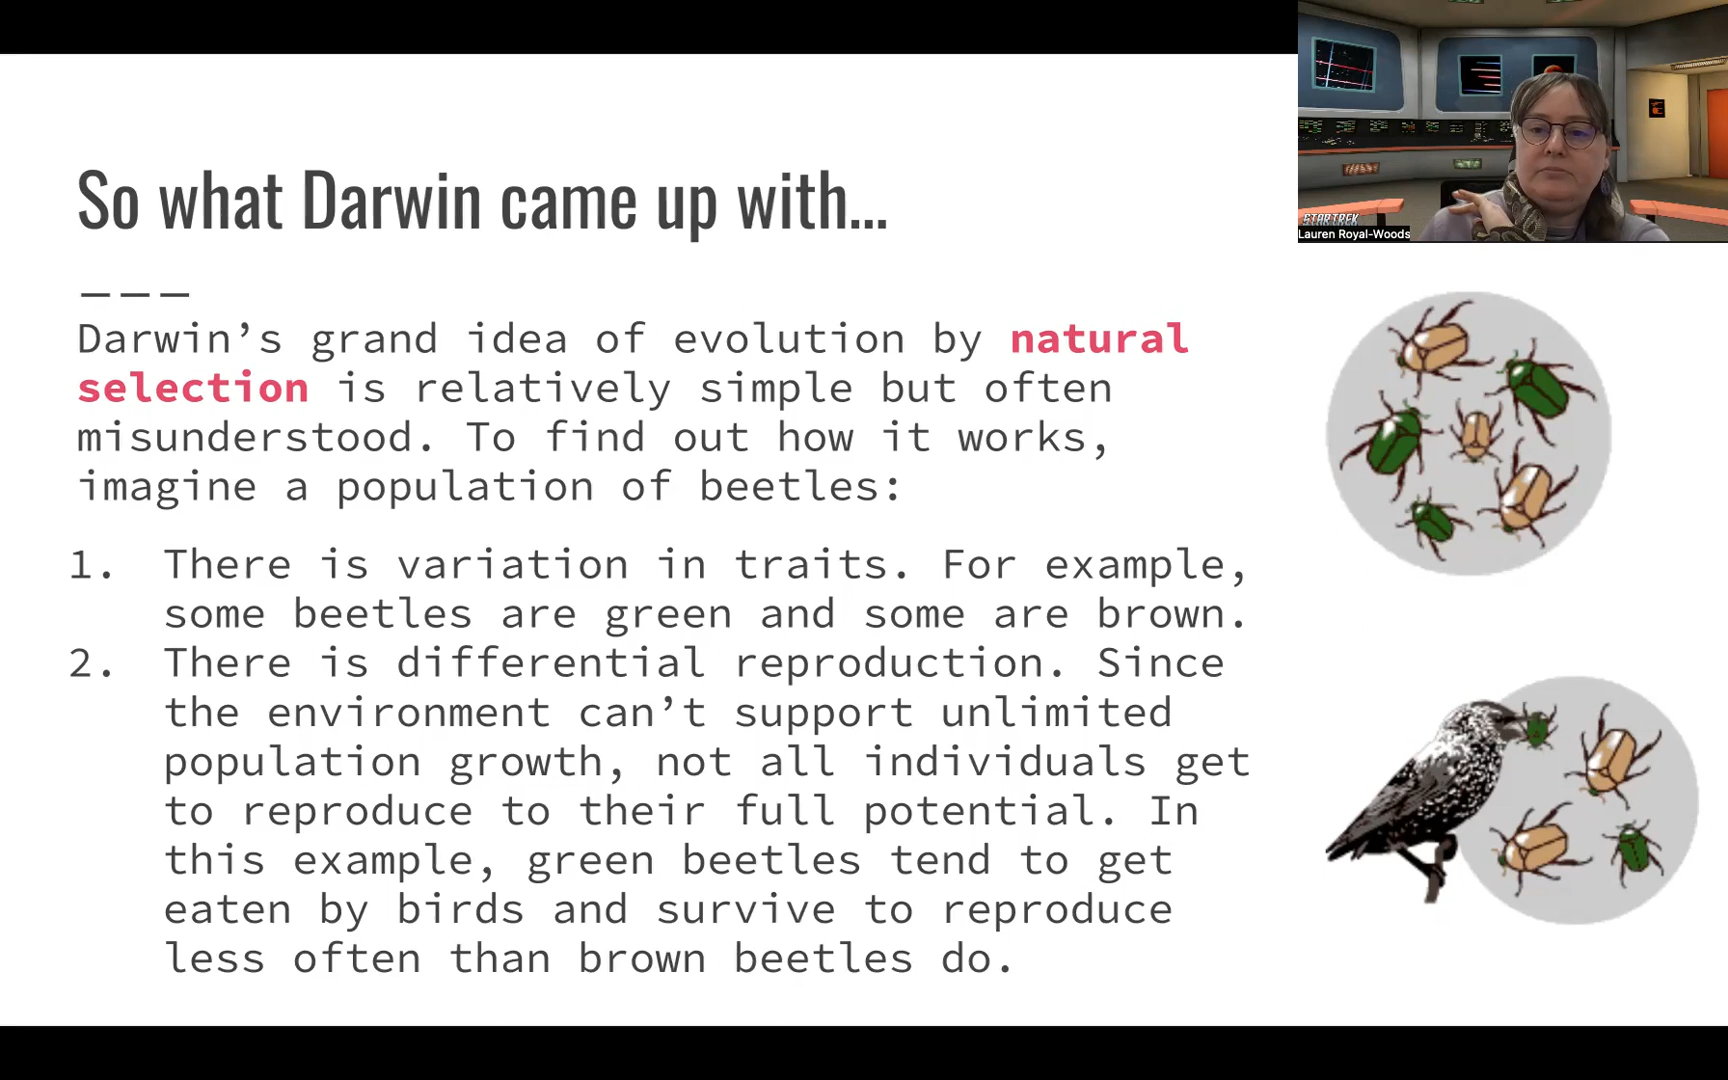 So what Darwin came up with...
Darwin’s grand idea of evolution by natural
selection is relatively simple but often
misunderstood. To find out how it works,
imagine a population of beetles:
1. There is variation in traits. For example,
some beetles are green and some are brown.
2. There is differential reproduction. Since
the environment can’t support unlimited
population growth, not all individuals get
to reproduce to their full potential. In
this example, green beetles tend to get
eaten by birds and survive to reproduce
less often than brown beetles do.
STAR TREK
Lauren Royal-Woods